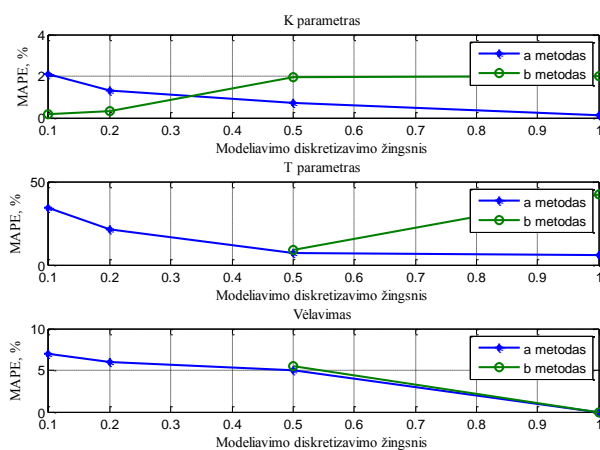 K parametras
MAPE, %
4
2
0
a metodas
b metodas
0.1 0.2 0.3 0.4 0.5 0.6 0.7 0.8 0.9 1
Modeliavimo diskretizavimo žingsnis
T parametras
MAPE, %
50
0
a metodas
b metodas
0.1 0.2 0.3 0.4 0.5 0.6 0.7 0.8 0.9 1
Modeliavimo diskretizavimo žingsnis
Vėlavimas
MAPE, %
10
5
0
a metodas
b metodas
0.1 0.2 0.3 0.4 0.5 0.6 0.7 0.8 0.9 1
Modeliavimo diskretizavimo žingsnis